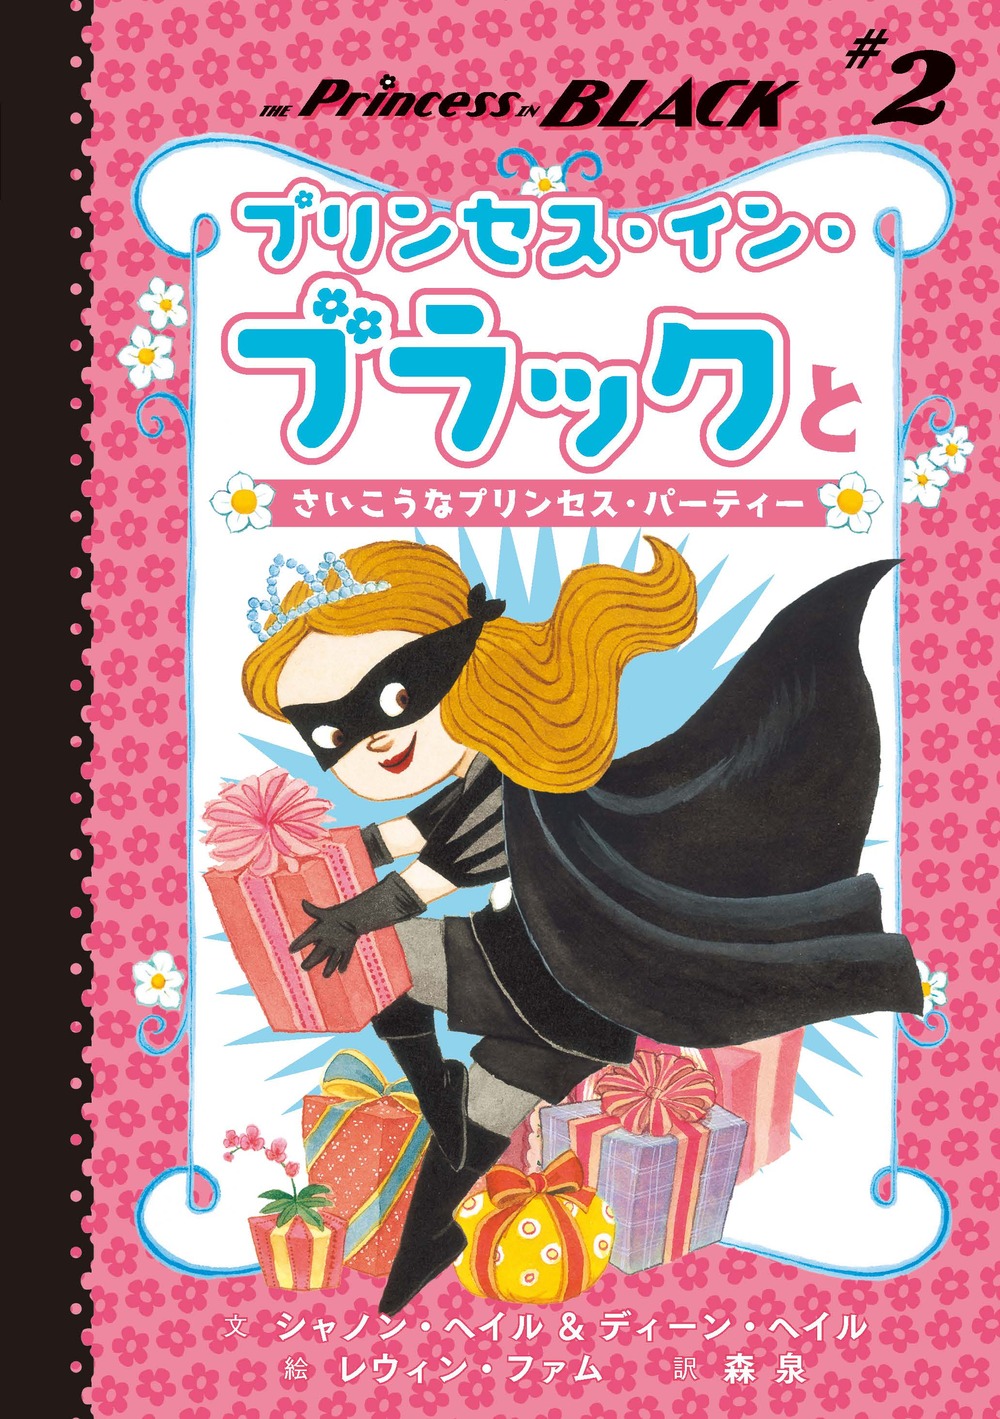 #2
THE Princess IN BLACK
プリンセス・イン・
ブラックと
さいこうなプリンセス・パーティー
文 シャノン・ヘイル & ディーン・ヘイル
絵 レウィン・ファム 訳 森 泉